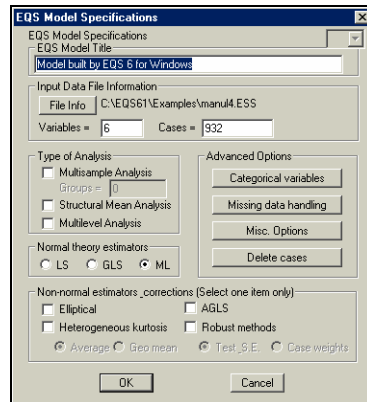 EQS Model Specifications
EQS Model Specifications
EQS Model Title
Model built by EQS 6 for Windows
Input Data File Information
File Info C:\EQS61\Examples\manul4.ESS
Variables = 6 Cases = 932
Type of Analysis
Multisample Analysis
Groups = 0
Structural Mean Analysis
Multilevel Analysis
Advanced Options
Categorical variables
Missing data handling
Misc. Options
Delete cases
Normal theory estimators
LS GLS ML
Non-normal estimators _corrections (Select one item only)
Elliptical AGLS
Heterogeneous kurtosis Robust methods
Average Geo mean Test_S.E. Case weights
OK Cancel